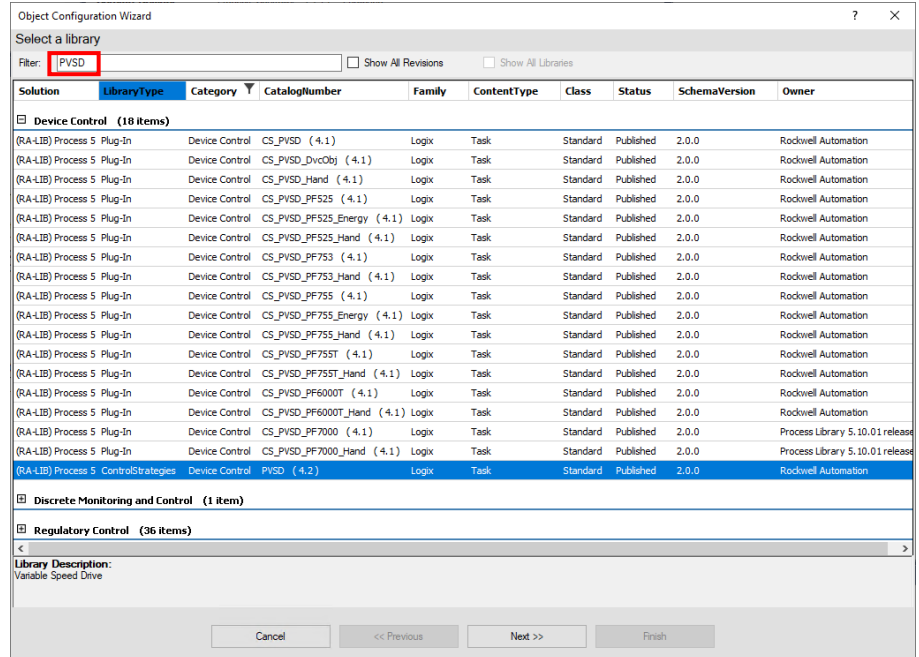 Object Configuration Wizard ? ×
Select a library
Filter: PVSD Show All Revisions Show All Libraries
Solution LibraryType Category CatalogNumber Family ContentType Class Status SchemaVersion Owner
Device Control (18 items)
(RA-LIB) Process 5 Plug-In Device Control CS_PVSD (4.1) Logix Task Standard Published 2.0.0 Rockwell Automation
(RA-LIB) Process 5 Plug-In Device Control CS_PVSD_DvcObj (4.1) Logix Task Standard Published 2.0.0 Rockwell Automation
(RA-LIB) Process 5 Plug-In Device Control CS_PVSD_Hand (4.1) Logix Task Standard Published 2.0.0 Rockwell Automation
(RA-LIB) Process 5 Plug-In Device Control CS_PVSD_PF525 (4.1) Logix Task Standard Published 2.0.0 Rockwell Automation
(RA-LIB) Process 5 Plug-In Device Control CS_PVSD_PF525_Energy (4.1) Logix Task Standard Published 2.0.0 Rockwell Automation
(RA-LIB) Process 5 Plug-In Device Control CS_PVSD_PF525_Hand (4.1) Logix Task Standard Published 2.0.0 Rockwell Automation
(RA-LIB) Process 5 Plug-In Device Control CS_PVSD_PF753 (4.1) Logix Task Standard Published 2.0.0 Rockwell Automation
(RA-LIB) Process 5 Plug-In Device Control CS_PVSD_PF753_Hand (4.1) Logix Task Standard Published 2.0.0 Rockwell Automation
(RA-LIB) Process 5 Plug-In Device Control CS_PVSD_PF755 (4.1) Logix Task Standard Published 2.0.0 Rockwell Automation
(RA-LIB) Process 5 Plug-In Device Control CS_PVSD_PF755_Energy (4.1) Logix Task Standard Published 2.0.0 Rockwell Automation
(RA-LIB) Process 5 Plug-In Device Control CS_PVSD_PF755_Hand (4.1) Logix Task Standard Published 2.0.0 Rockwell Automation
(RA-LIB) Process 5 Plug-In Device Control CS_PVSD_PF755T (4.1) Logix Task Standard Published 2.0.0 Rockwell Automation
(RA-LIB) Process 5 Plug-In Device Control CS_PVSD_PF755T_Hand (4.1) Logix Task Standard Published 2.0.0 Rockwell Automation
(RA-LIB) Process 5 Plug-In Device Control CS_PVSD_PF6000T (4.1) Logix Task Standard Published 2.0.0 Rockwell Automation
(RA-LIB) Process 5 Plug-In Device Control CS_PVSD_PF6000T_Hand (4.1) Logix Task Standard Published 2.0.0 Rockwell Automation
(RA-LIB) Process 5 Plug-In Device Control CS_PVSD_PF7000 (4.1) Logix Task Standard Published 2.0.0 Process Library 5.10.01 release
(RA-LIB) Process 5 Plug-In Device Control CS_PVSD_PF7000_Hand (4.1) Logix Task Standard Published 2.0.0 Process Library 5.10.01 release
(RA-LIB) Process 5 ControlStrategies Device Control PVSD (4.2) Logix Task Standard Published 2.0.0 Rockwell Automation
Discrete Monitoring and Control (1 item)
Regulatory Control (36 items)
Library Description:
Variable Speed Drive
Cancel << Previous Next >> Finish